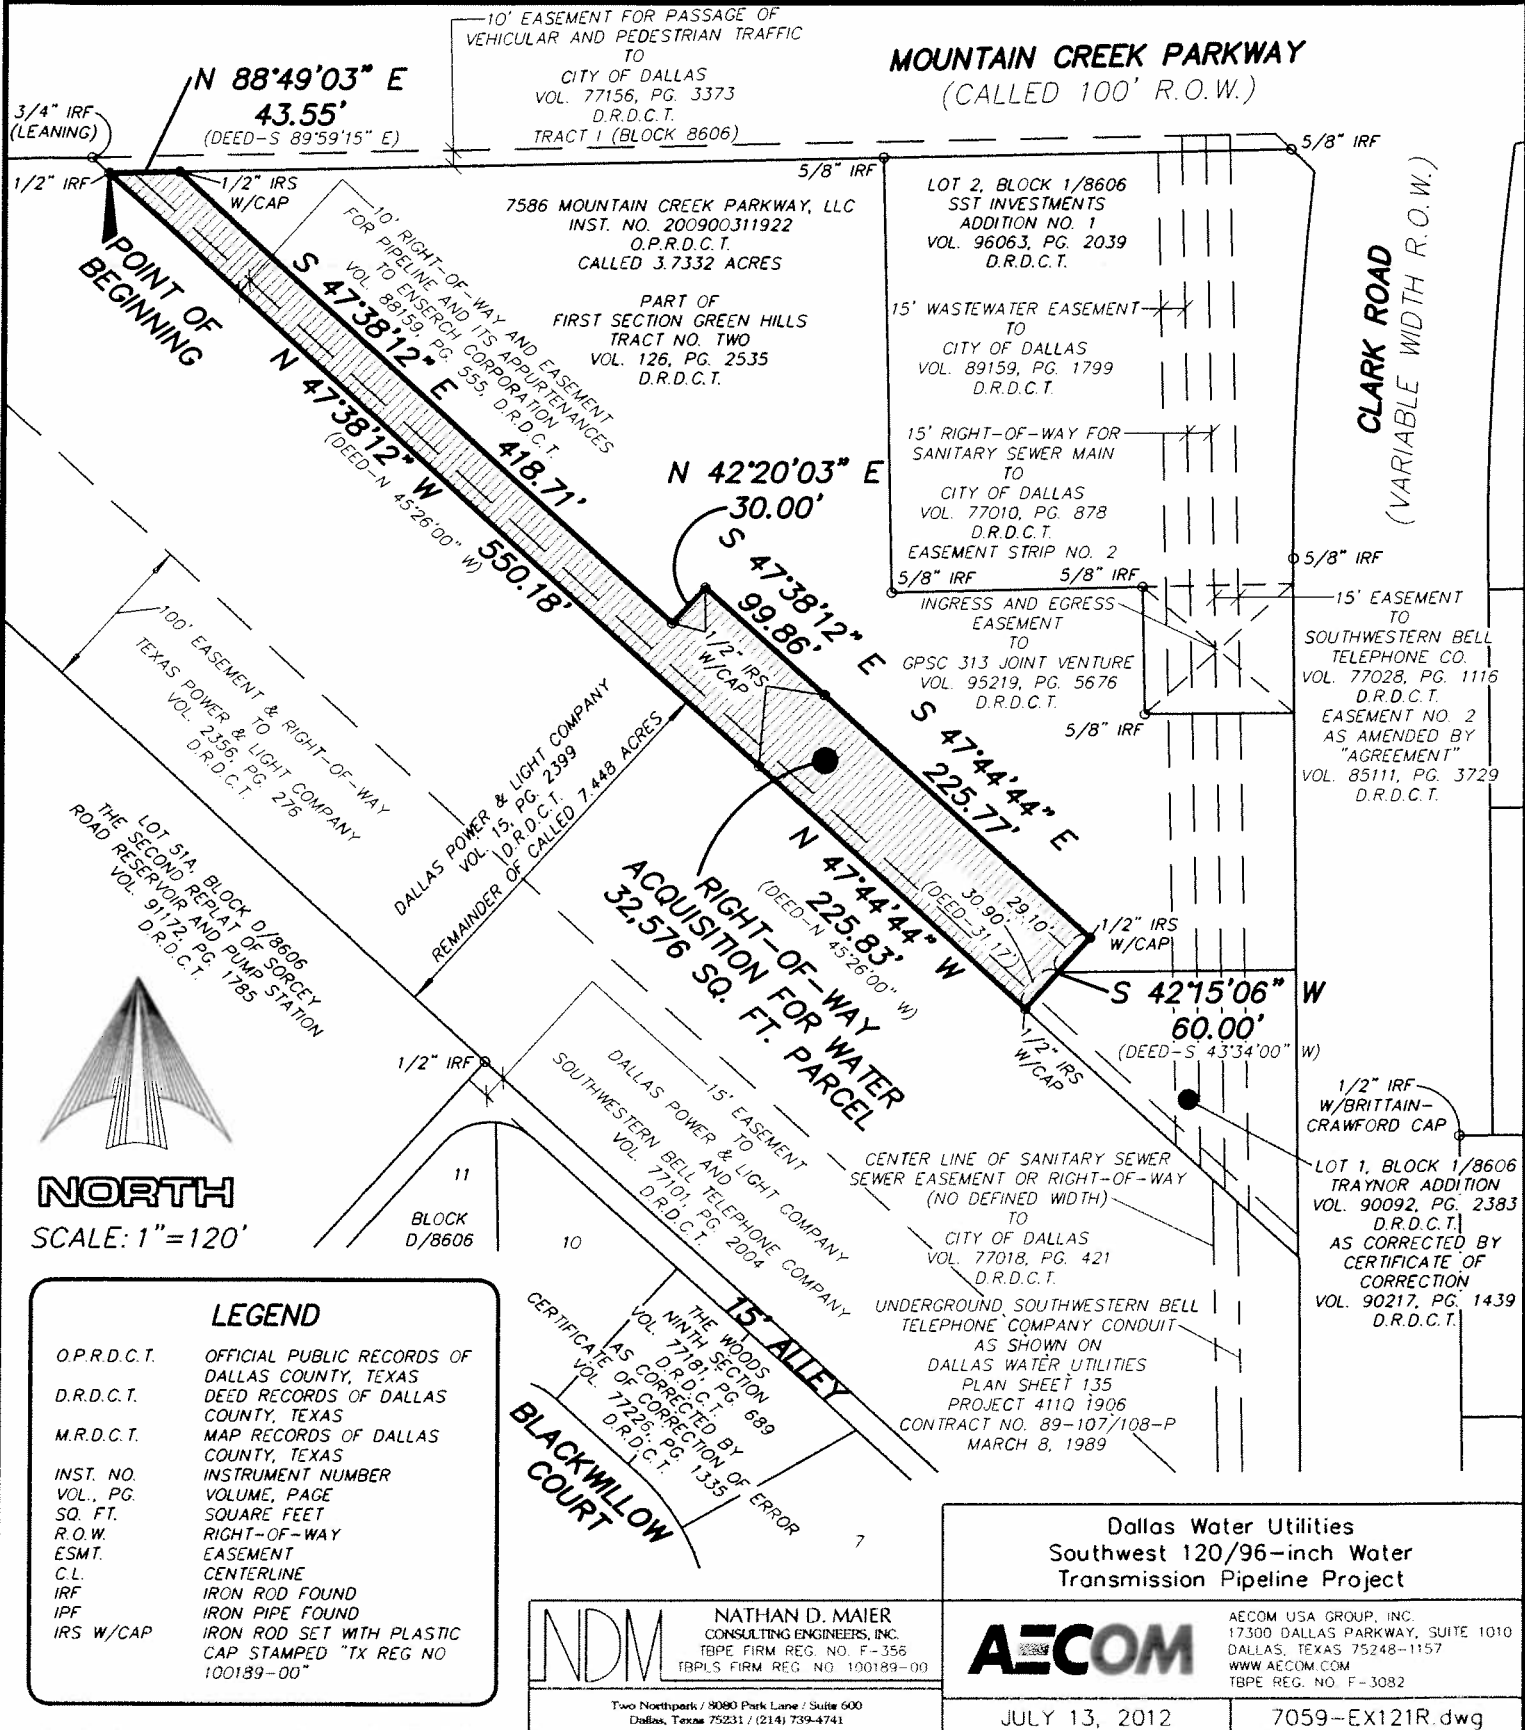 10' EASEMENT FOR PASSAGE OF
VEHICULAR AND PEDESTRIAN TRAFFIC
TO
CITY OF DALLAS
VOL. 77156, PG. 3373
D.R.D.C.T.
TRACT I (BLOCK 8606)
MOUNTAIN CREEK PARKWAY
(CALLED 100' R.O.W.)
N 88°49'03" E
43.55'
(DEED-S 89°59'15" E)
3/4" IRF
(LEANING)
1/2" IRF
1/2" IRS
W/CAP
5/8" IRF
5/8" IRF
POINT OF
BEGINNING
10' RIGHT-OF-WAY AND EASEMENT
FOR PIPELINE AND ITS APPURTENANCES
TO ENSERCH CORPORATION
VOL. 88159, PG. 555, D.R.D.C.T.
7586 MOUNTAIN CREEK PARKWAY, LLC
INST. NO. 200900311922
O.P.R.D.C.T.
CALLED 3.7332 ACRES
PART OF
FIRST SECTION GREEN HILLS
TRACT NO. TWO
VOL. 126, PG. 2535
D.R.D.C.T.
LOT 2, BLOCK 1/8606
SST INVESTMENTS
ADDITION NO. 1
VOL. 96063, PG. 2039
D.R.D.C.T.
15' WASTEWATER EASEMENT
TO
CITY OF DALLAS
VOL. 89159, PG. 1799
D.R.D.C.T.
15' RIGHT-OF-WAY FOR
SANITARY SEWER MAIN
TO
CITY OF DALLAS
VOL. 77010, PG. 878
D.R.D.C.T.
EASEMENT STRIP NO. 2
CLARK ROAD
(VARIABLE WIDTH R.O.W.)
S 47°38'12" E
418.71'
N 47°38'12" W
550.18'
(DEED-N 45°26'00" W)
N 42°20'03" E
30.00'
S 47°38'12" E
99.86'
1/2" IRS
W/CAP
5/8" IRF
5/8" IRF
5/8" IRF
5/8" IRF
INGRESS AND EGRESS
EASEMENT
TO
GPSC 313 JOINT VENTURE
VOL. 95219, PG. 5676
D.R.D.C.T.
15' EASEMENT
TO
SOUTHWESTERN BELL
TELEPHONE CO.
VOL. 77028, PG. 1116
D.R.D.C.T.
EASEMENT NO. 2
AS AMENDED BY
"AGREEMENT"
VOL. 85111, PG. 3729
D.R.D.C.T.
100' EASEMENT & RIGHT-OF-WAY
TO
TEXAS POWER & LIGHT COMPANY
VOL. 2356, PG. 276
D.R.D.C.T.
DALLAS POWER & LIGHT COMPANY
VOL. 15, PG. 2399
D.R.D.C.T.
REMAINDER OF CALLED 7.448 ACRES
S 47°44'44" E
225.77'
N 47°44'44" W
225.83'
(DEED-N 45°26'00" W)
30.90'
(DEED-31.17')
29.10'
1/2" IRS
W/CAP
S 42°15'06" W
60.00'
(DEED-S 43°34'00" W)
1/2" IRS
W/CAP
RIGHT-OF-WAY
ACQUISITION FOR WATER
32,576 SQ. FT. PARCEL
LOT 51A, BLOCK D/8606
THE SECOND REPLAT OF SORCEY
ROAD RESERVOIR AND PUMP STATION
VOL. 91172, PG. 1785
D.R.D.C.T.
1/2" IRF
15' EASEMENT
TO
DALLAS POWER & LIGHT COMPANY
AND
SOUTHWESTERN BELL TELEPHONE COMPANY
VOL. 77101, PG. 2004
D.R.D.C.T.
1/2" IRF
W/BRITTAIN-
CRAWFORD CAP
LOT 1, BLOCK 1/8606
TRAYNOR ADDITION
VOL. 90092, PG. 2383
D.R.D.C.T.
AS CORRECTED BY
CERTIFICATE OF
CORRECTION
VOL. 90217, PG. 1439
D.R.D.C.T.
CENTER LINE OF SANITARY SEWER
SEWER EASEMENT OR RIGHT-OF-WAY
(NO DEFINED WIDTH)
TO
CITY OF DALLAS
VOL. 77018, PG. 421
D.R.D.C.T.
UNDERGROUND SOUTHWESTERN BELL
TELEPHONE COMPANY CONDUIT
AS SHOWN ON
DALLAS WATER UTILITIES
PLAN SHEET 135
PROJECT 411Q 1906
CONTRACT NO. 89-107/108-P
MARCH 8, 1989
NORTH
SCALE: 1"=120'
11
BLOCK
D/8606
10
7
15' ALLEY
THE WOODS
NINTH SECTION
VOL. 77181, PG. 689
D.R.D.C.T.
AS CORRECTED BY
CERTIFICATE OF CORRECTION OF ERROR
VOL. 77226, PG. 1335
D.R.D.C.T.
BLACKWILLOW
COURT
LEGEND
O.P.R.D.C.T. OFFICIAL PUBLIC RECORDS OF
DALLAS COUNTY, TEXAS
D.R.D.C.T. DEED RECORDS OF DALLAS
COUNTY, TEXAS
M.R.D.C.T. MAP RECORDS OF DALLAS
COUNTY, TEXAS
INST. NO. INSTRUMENT NUMBER
VOL., PG. VOLUME, PAGE
SQ. FT. SQUARE FEET
R.O.W. RIGHT-OF-WAY
ESMT. EASEMENT
C.L. CENTERLINE
IRF IRON ROD FOUND
IPF IRON PIPE FOUND
IRS W/CAP IRON ROD SET WITH PLASTIC
CAP STAMPED "TX REG NO
100189-00"
NDM
NATHAN D. MAIER
CONSULTING ENGINEERS, INC.
TBPE FIRM REG. NO. F-356
TBPLS FIRM REG NO 100189-00
Two Northpark / 8080 Park Lane / Suite 600
Dallas, Texas 75231 / (214) 739-4741
Dallas Water Utilities
Southwest 120/96-inch Water
Transmission Pipeline Project
AECOM
AECOM USA GROUP, INC.
17300 DALLAS PARKWAY, SUITE 1010
DALLAS, TEXAS 75248-1157
WWW.AECOM.COM
TBPE REG. NO. F-3082
JULY 13, 2012
7059-EX121R.dwg